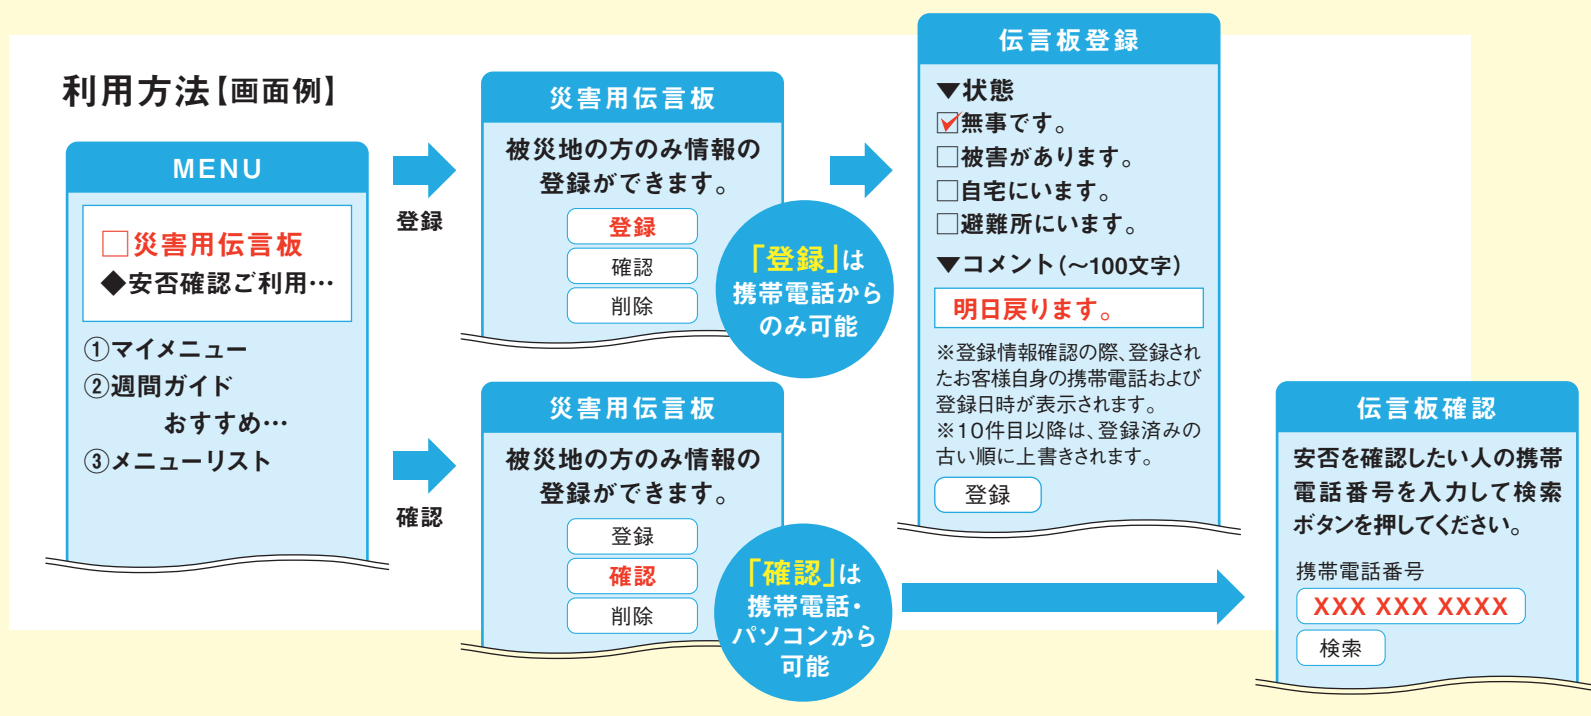 利用方法【画面例】
MENU
□災害用伝言板
◆安否確認ご利用…
①マイメニュー
②週間ガイド
おすすめ…
③メニューリスト
登録
災害用伝言板
被災地の方のみ情報の
登録ができます。
登録
確認
削除
「登録」は
携帯電話から
のみ可能
伝言板登録
▼状態
☑無事です。
□被害があります。
□自宅にいます。
□避難所にいます。
▼コメント（～100文字）
明日戻ります。
※登録情報確認の際、登録され
たお客様自身の携帯電話および
登録日時が表示されます。
※10件目以降は、登録済みの
古い順に上書きされます。
登録
確認
災害用伝言板
被災地の方のみ情報の
登録ができます。
登録
確認
削除
「確認」は
携帯電話・
パソコンから
可能
伝言板確認
安否を確認したい人の携帯
電話番号を入力して検索
ボタンを押してください。
携帯電話番号
XXX XXX XXXX
検索